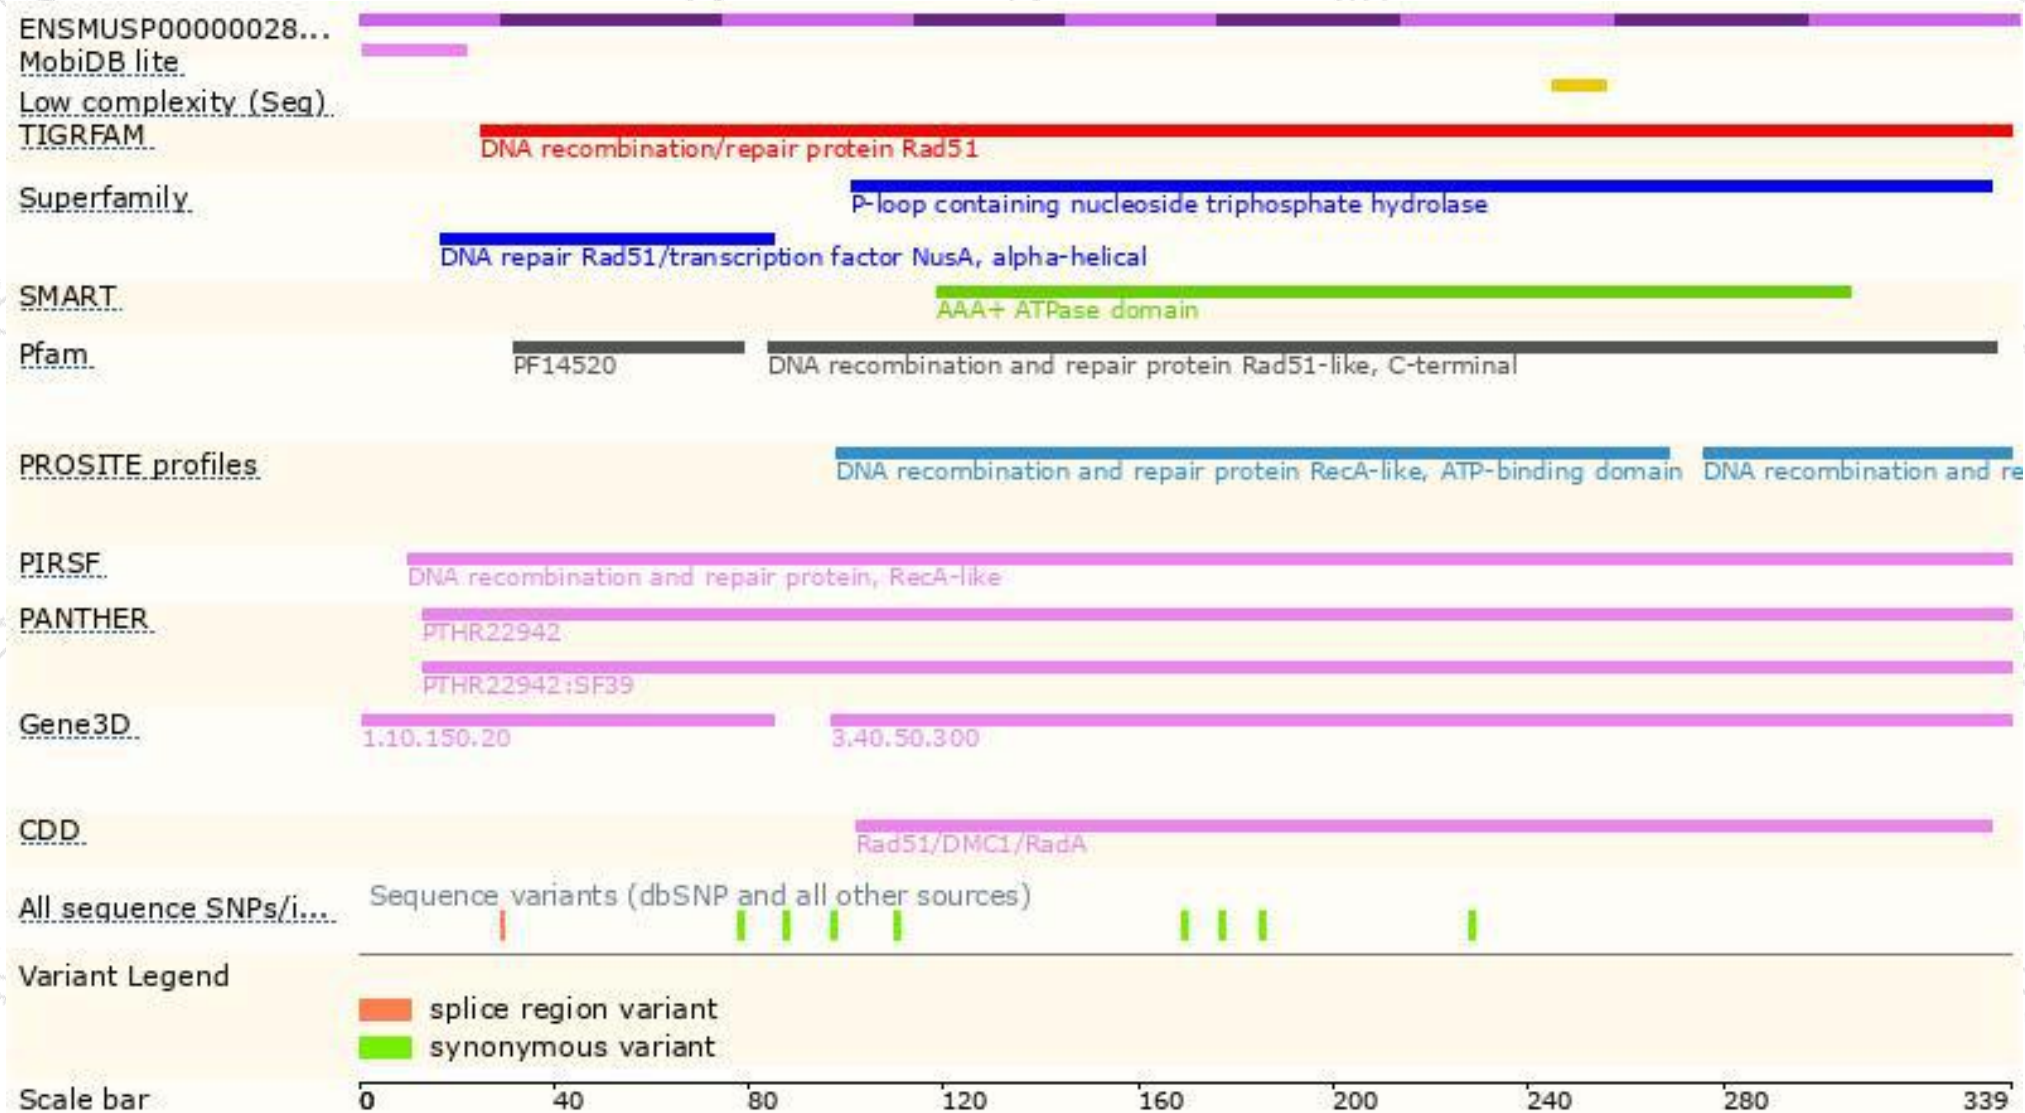 ENSMUSP00000028...
MobiDB lite
Low complexity (Seg)
TIGRFAM
DNA recombination/repair protein Rad51
Superfamily
P-loop containing nucleoside triphosphate hydrolase
DNA repair Rad51/transcription factor NusA, alpha-helical
SMART
AAA+ ATPase domain
Pfam
PF14520 DNA recombination and repair protein Rad51-like, C-terminal
PROSITE profiles
DNA recombination and repair protein RecA-like, ATP-binding domain DNA recombination and re
PIRSF
DNA recombination and repair protein, RecA-like
PANTHER
PTHR22942
PTHR22942:SF39
Gene3D
1.10.150.20 3.40.50.300
CDD
Rad51/DMC1/RadA
Sequence variants (dbSNP and all other sources)
All sequence SNPs/i...
Variant Legend
splice region variant
synonymous variant
Scale bar 0 40 80 120 160 200 240 280 339